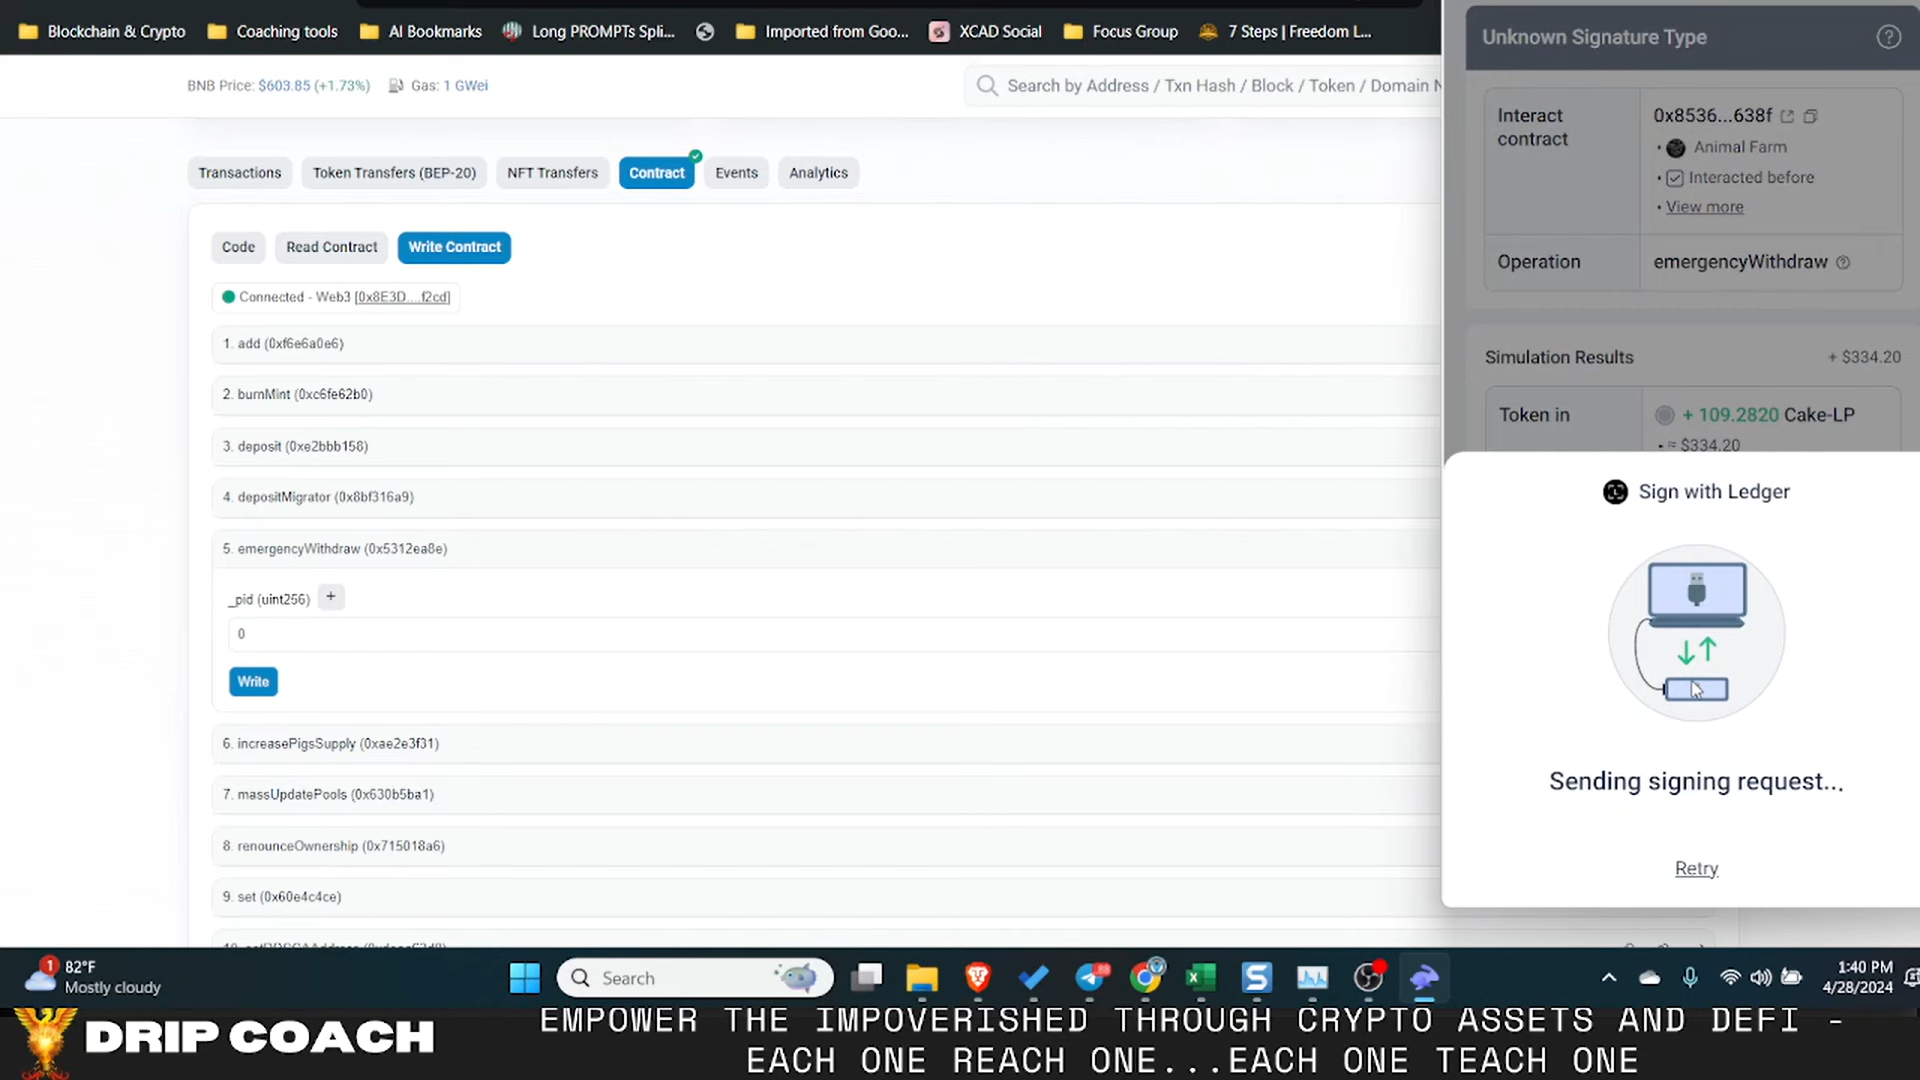 Blockchain & Crypto
Coaching tools
AI Bookmarks
Long PROMPTs Spli...
Imported from Goo...
XCAD Social
Focus Group
7 Steps | Freedom L...
BNB Price: $603.85 (+1.73%)
Gas: 1 GWei
Search by Address / Txn Hash / Block / Token / Domain N
Transactions
Token Transfers (BEP-20)
NFT Transfers
Contract
Events
Analytics
Code
Read Contract
Write Contract
Connected - Web3 [0x8E3D....f2cd]
1. add (0xf6e6a0e6)
2. burnMint (0xc6fe62b0)
3. deposit (0xe2bbb158)
4. depositMigrator (0x8bf316a9)
5. emergencyWithdraw (0x5312ea8e)
_pid (uint256)
+
0
Write
6. increasePigsSupply (0xae2e3f31)
7. massUpdatePools (0x630b5ba1)
8. renounceOwnership (0x715018a6)
9. set (0x60e4c4ce)
Unknown Signature Type
Interact contract
0x8536...638f
Animal Farm
Interacted before
View more
Operation
emergencyWithdraw
Simulation Results
+ $334.20
Token in
+ 109.2820 Cake-LP
≈ $334.20
Sign with Ledger
Sending signing request...
Retry
1
82°F
Mostly cloudy
Search
1:40 PM
4/28/2024
DRIP COACH
EMPOWER THE IMPOVERISHED THROUGH CRYPTO ASSETS AND DEFI -
EACH ONE REACH ONE...EACH ONE TEACH ONE